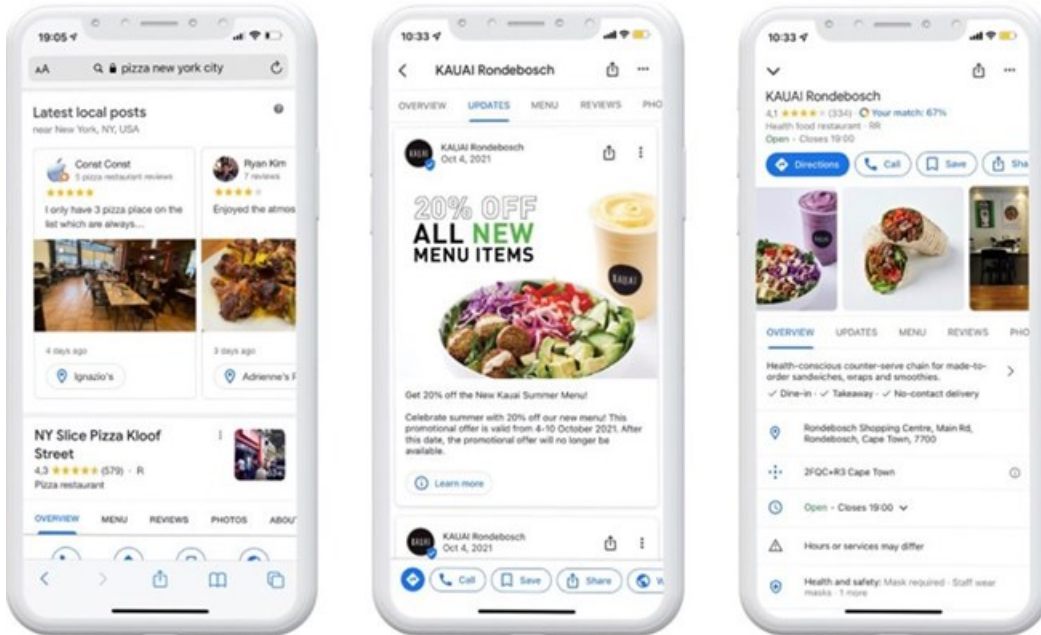 19:05
AA
pizza new york city
Latest local posts
near New York, NY, USA
Const Const
5 pizza restaurant reviews
I only have 3 pizza place on the
list which are always...
4 days ago
Ignazio's
Ryan Kim
7 reviews
Enjoyed the atmos
3 days ago
Adrienne's P
NY Slice Pizza Kloof
Street
4,3 (579) · R
Pizza restaurant
OVERVIEW MENU REVIEWS PHOTOS ABOU
10:33
KAUAI Rondebosch
OVERVIEW UPDATES MENU REVIEWS PHO
KAUAI
KAUAI Rondebosch
Oct 4, 2021
20% OFF
ALL NEW
MENU ITEMS
KAUAI
Get 20% off the New Kauai Summer Menu!
Celebrate summer with 20% off our new menu! This
promotional offer is valid from 4-10 October 2021. After
this date, the promotional offer will no longer be
available.
Learn more
KAUAI
KAUAI Rondebosch
Oct 4, 2021
Call Save Share W
10:33
KAUAI Rondebosch
4,1 (334) · Your match: 67%
Health food restaurant · RR
Open · Closes 19:00
Directions Call Save Sha
OVERVIEW UPDATES MENU REVIEWS PHO
Health-conscious counter-serve chain for made-to-
order sandwiches, wraps and smoothies.
Dine-in · Takeaway · No-contact delivery
Rondebosch Shopping Centre, Main Rd,
Rondebosch, Cape Town, 7700
2FQC+R3 Cape Town
Open · Closes 19:00
Hours or services may differ
Health and safety: Mask required · Staff wear
masks · 1 more